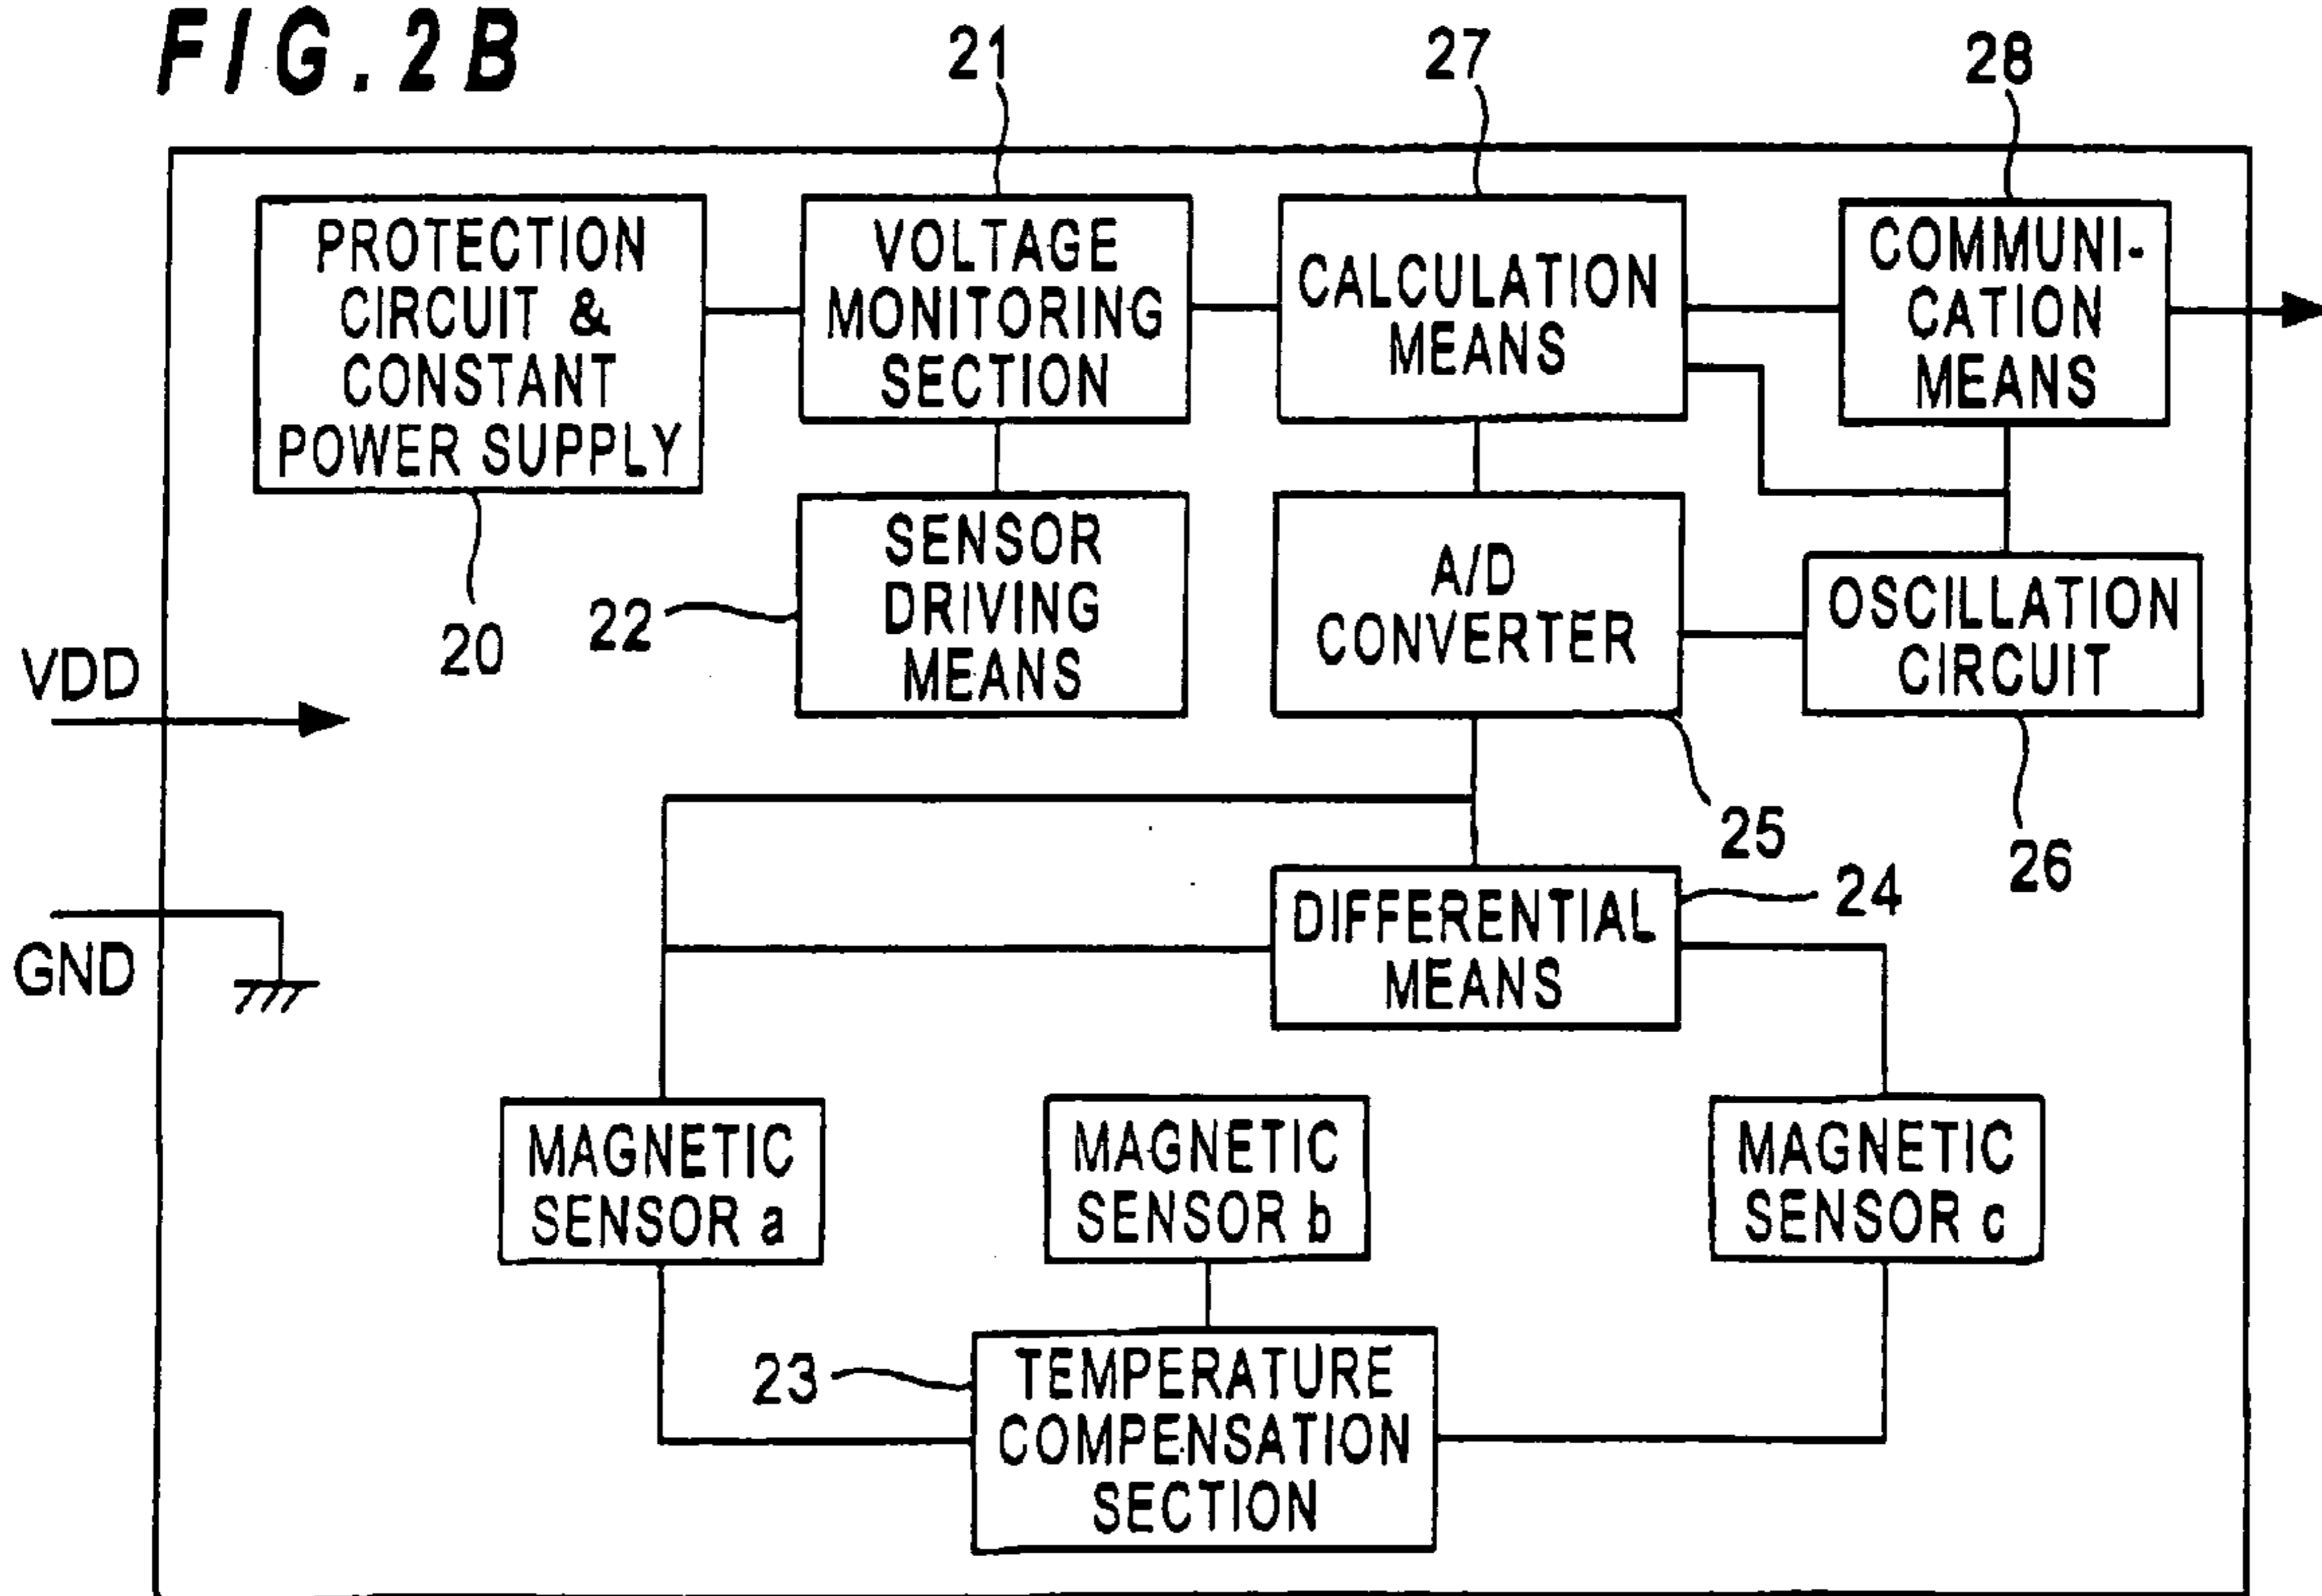 FIG.2B
21
27
28
PROTECTION
CIRCUIT &
CONSTANT
POWER SUPPLY
VOLTAGE
MONITORING
SECTION
CALCULATION
MEANS
COMMUNI-
CATION
MEANS
20
22
SENSOR
DRIVING
MEANS
A/D
CONVERTER
OSCILLATION
CIRCUIT
VDD
25
26
24
DIFFERENTIAL
MEANS
GND
MAGNETIC
SENSOR a
MAGNETIC
SENSOR b
MAGNETIC
SENSOR c
23
TEMPERATURE
COMPENSATION
SECTION